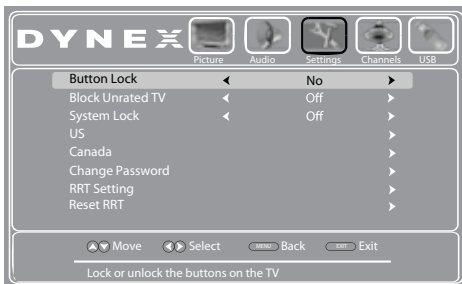 DYNEX
Picture Audio Settings Channels USB
Button Lock No
Block Unrated TV Off
System Lock Off
US
Canada
Change Password
RRT Setting
Reset RRT
Move Select MENU Back EXIT Exit
Lock or unlock the buttons on the TV